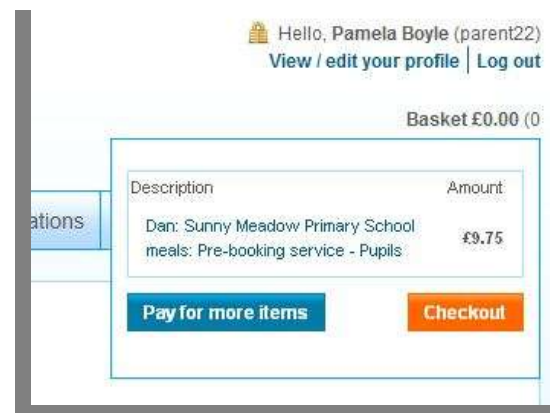 Hello, Pamela Boyle (parent22)
View / edit your profile | Log out
Basket £0.00 (0
Description Amount
ations
Dan: Sunny Meadow Primary School
meals: Pre-booking service - Pupils
£9.75
Pay for more items Checkout